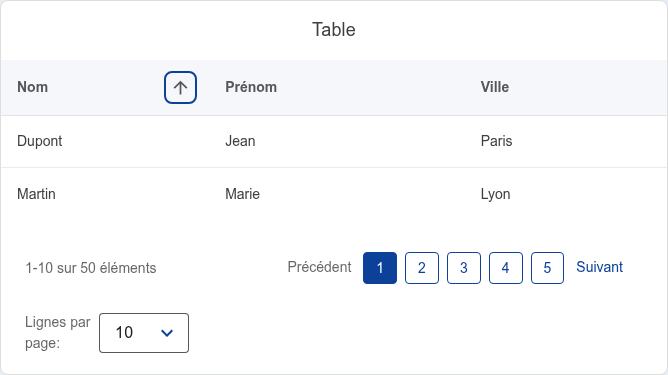 Table
Nom Prénom Ville
Dupont Jean Paris
Martin Marie Lyon
1-10 sur 50 éléments Précédent 1 2 3 4 5 Suivant
Lignes par
page: 10